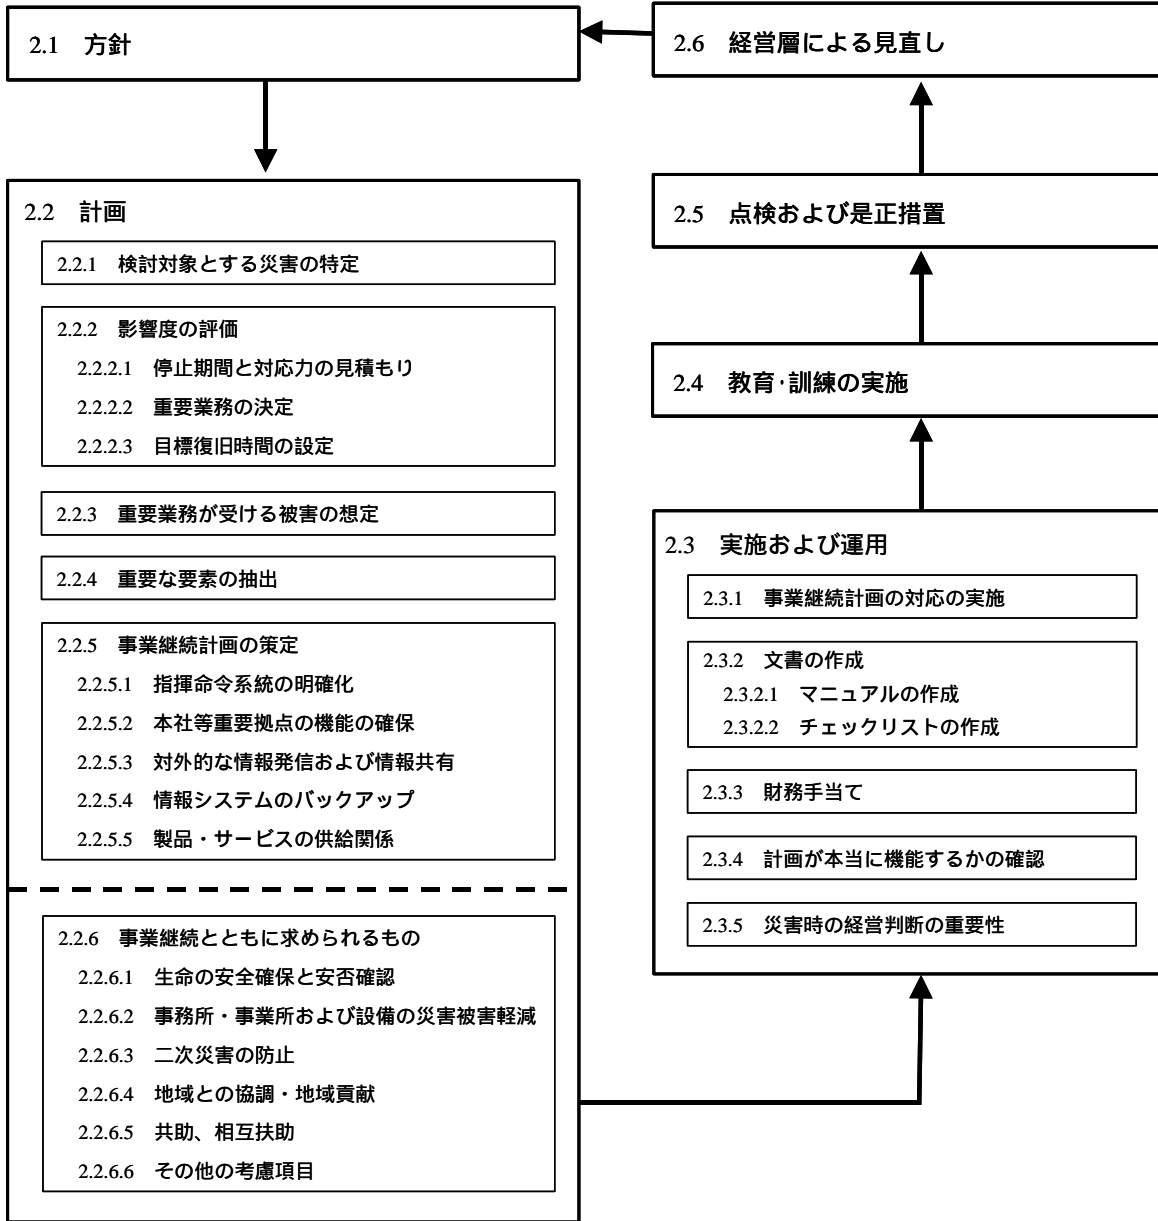 2.1 方針
2.2 計画
2.2.1 検討対象とする災害の特定
2.2.2 影響度の評価
2.2.2.1 停止期間と対応力の見積もり
2.2.2.2 重要業務の決定
2.2.2.3 目標復旧時間の設定
2.2.3 重要業務が受ける被害の想定
2.2.4 重要な要素の抽出
2.2.5 事業継続計画の策定
2.2.5.1 指揮命令系統の明確化
2.2.5.2 本社等重要拠点の機能の確保
2.2.5.3 対外的な情報発信および情報共有
2.2.5.4 情報システムのバックアップ
2.2.5.5 製品・サービスの供給関係
2.2.6 事業継続とともに求められるもの
2.2.6.1 生命の安全確保と安否確認
2.2.6.2 事務所・事業所および設備の災害被害軽減
2.2.6.3 二次災害の防止
2.2.6.4 地域との協調・地域貢献
2.2.6.5 共助、相互扶助
2.2.6.6 その他の考慮項目
2.6 経営層による見直し
2.5 点検および是正措置
2.4 教育・訓練の実施
2.3 実施および運用
2.3.1 事業継続計画の対応の実施
2.3.2 文書の作成
2.3.2.1 マニュアルの作成
2.3.2.2 チェックリストの作成
2.3.3 財務手当て
2.3.4 計画が本当に機能するかの確認
2.3.5 災害時の経営判断の重要性